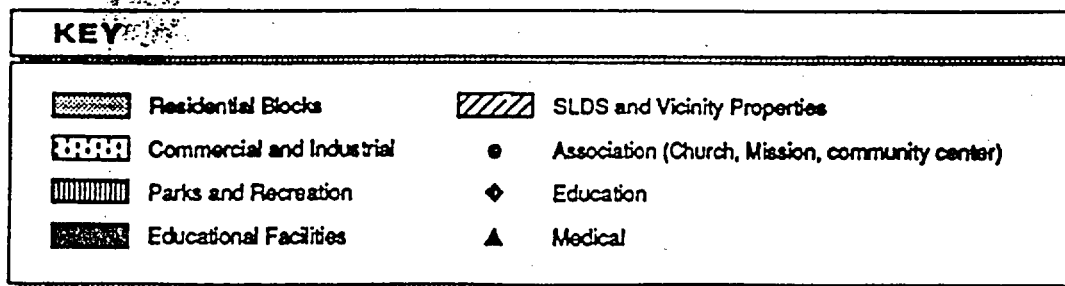 KEY
Residential Blocks
Commercial and Industrial
Parks and Recreation
Educational Facilities
SLDS and Vicinity Properties
Association (Church, Mission, community center)
Education
Medical